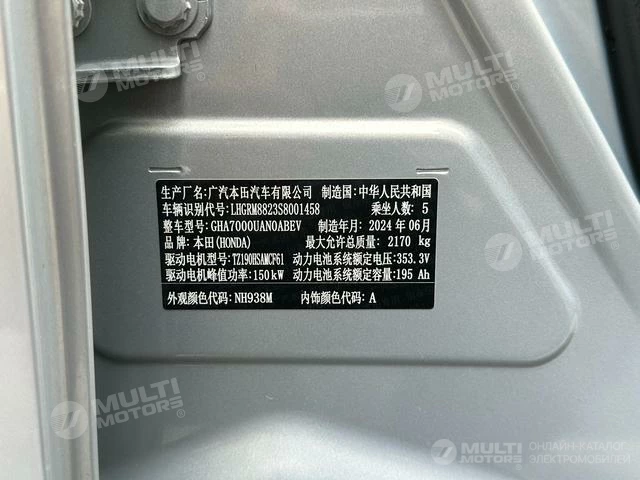 生产厂名:广汽本田汽车有限公司 制造国:中华人民共和国
车辆识别代号:LHGRM8823S8001458 乘坐人数:5
整车型号:GHA7000UAN0ABEV 制造年月:2024年06月
品牌:本田(HONDA) 最大允许总质量:2170 kg
驱动电机型号:TZ190HSAMCF61 动力电池系统额定电压:353.3V
驱动电机峰值功率:150kW 动力电池系统额定容量:195 Ah
外观颜色代码:NH938M 内饰颜色代码:A
MULTI MOTORS
MULTI MOTORS
MULTI MOTORS
MULTI MOTORS
ОНЛАЙН-КАТАЛОГ
ЭЛЕКТРОМОБИЛЕЙ